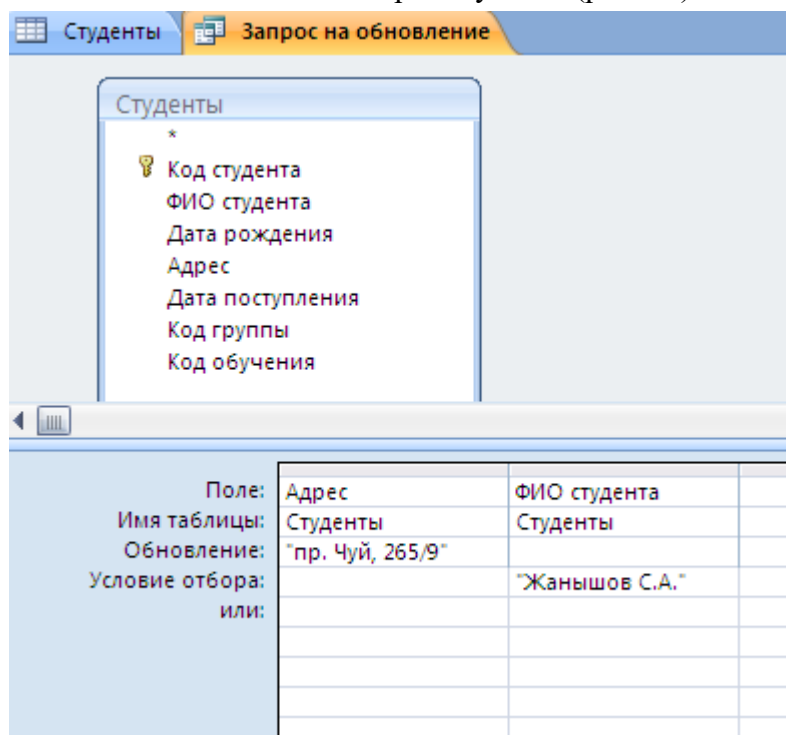 Студенты Запрос на обновление
Студенты
*
Код студента
ФИО студента
Дата рождения
Адрес
Дата поступления
Код группы
Код обучения
Поле: Адрес ФИО студента
Имя таблицы: Студенты Студенты
Обновление: "пр. Чуй, 265/9"
Условие отбора: "Жанышов С.А."
или: